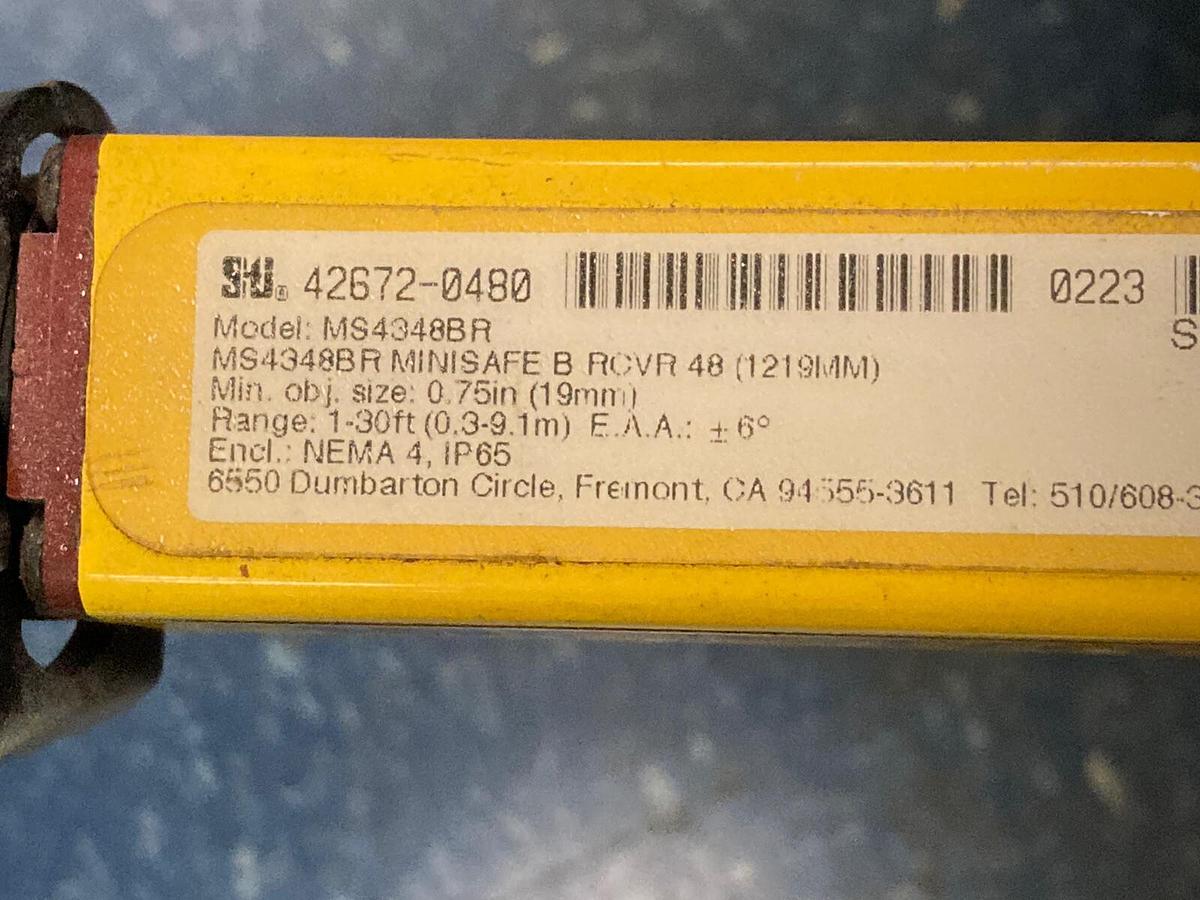 STI® 42672-0480 0223 S
Model: MS4348BR
MS4348BR MINISAFE B RCVR 48 (1219MM)
Min. obj. size: 0.75in (19mm)
Range: 1-30ft (0.3-9.1m) E.A.A.: ±6°
Encl.: NEMA 4, IP65
6550 Dumbarton Circle, Fremont, CA 94555-3611 Tel: 510/608-3